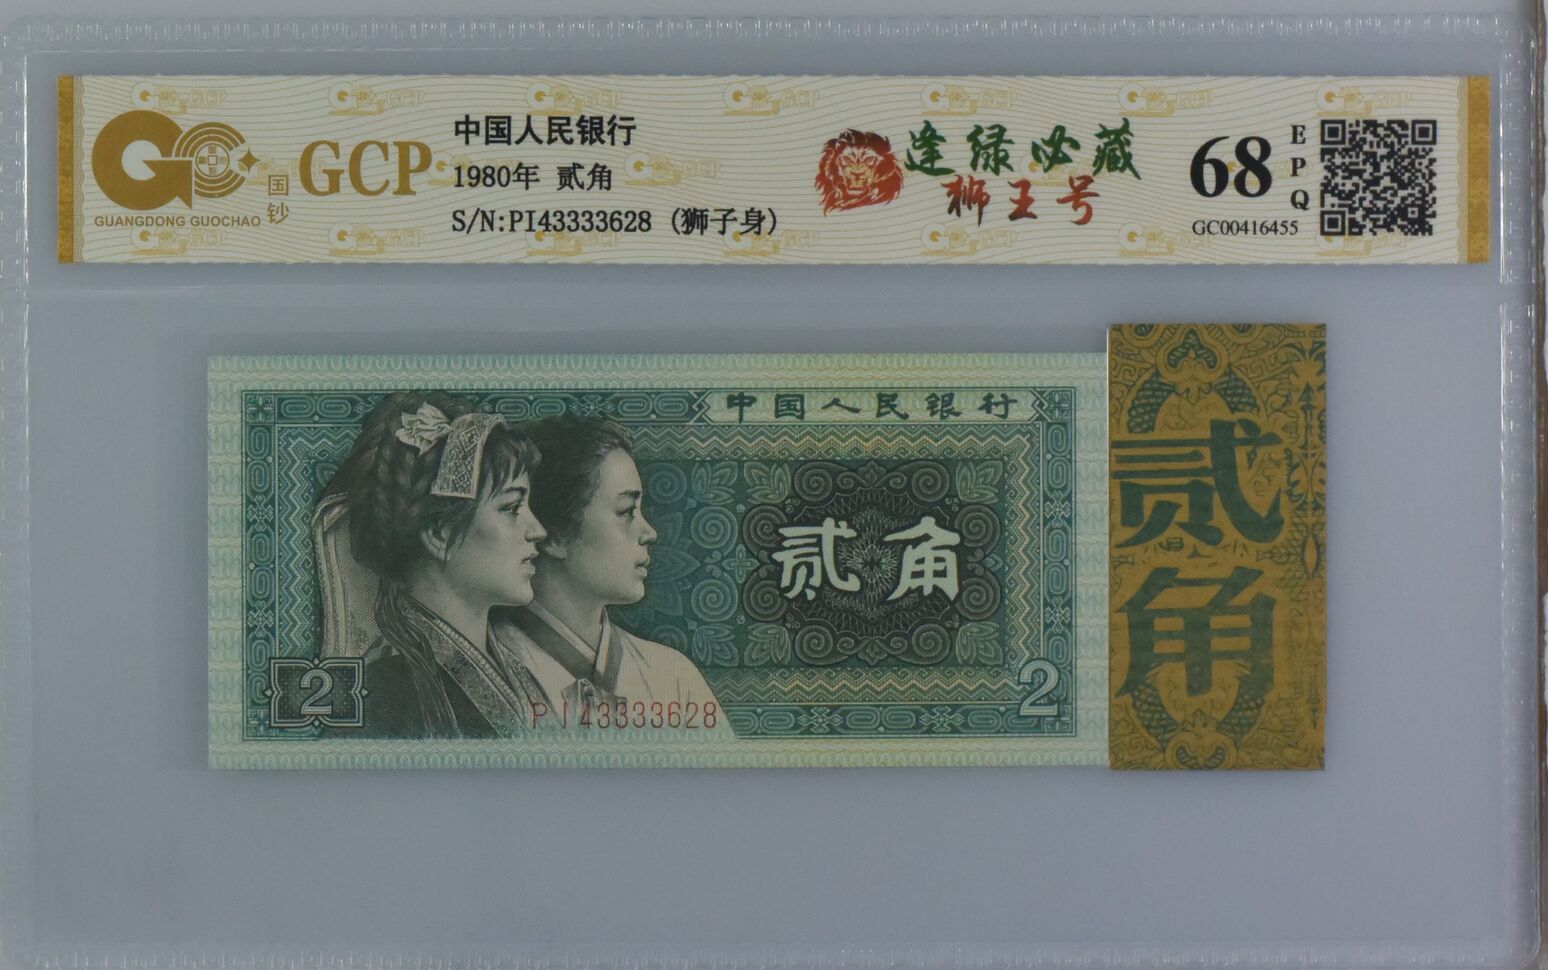 GCP
国钞
GUANGDONG GUOCHAO
中国人民银行
1980年 贰角
S/N:PI43333628 (狮子身)
逢绿必藏
狮王号
68
EPQ
GC00416455
中国人民银行
贰角
2
2
PI43333628
贰角